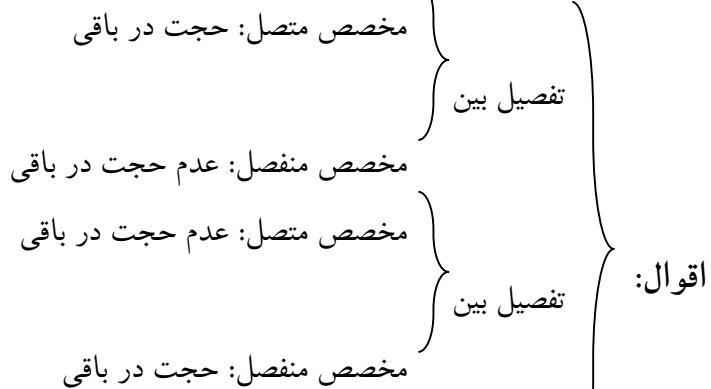 مخصص متصل: حجت در باقی
تفصیل بین
مخصص منفصل: عدم حجت در باقی
مخصص متصل: عدم حجت در باقی
اقوال:
تفصیل بین
مخصص منفصل: حجت در باقی